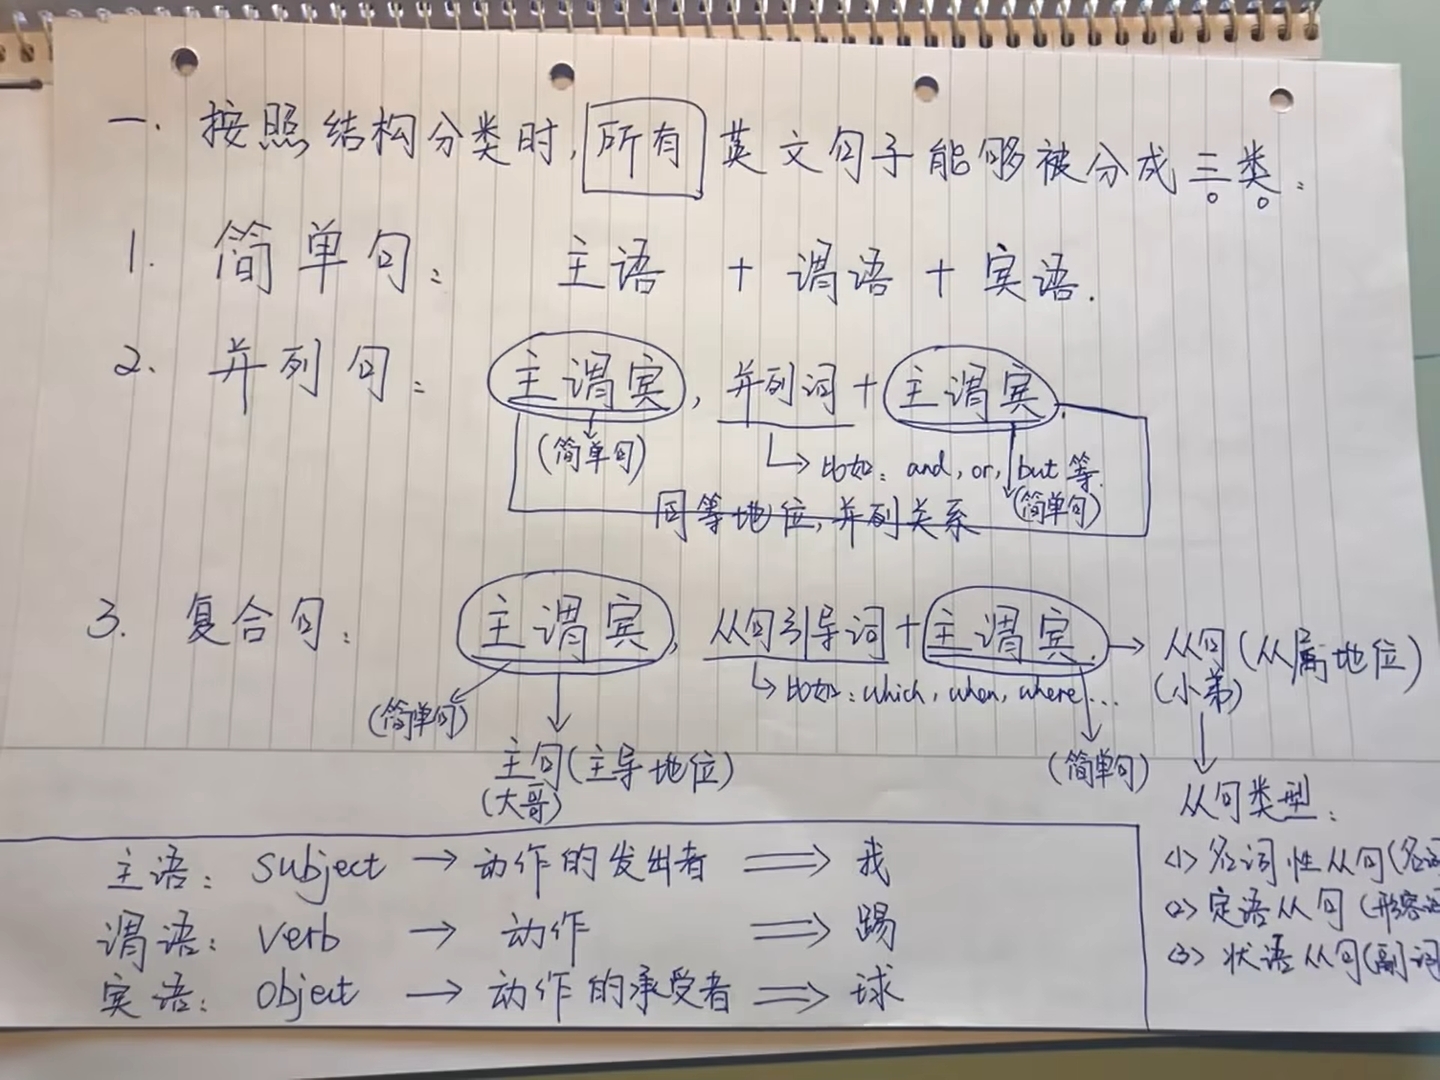 一. 按照结构分类时, 所有 英文句子能够被分成三类:
1. 简单句: 主语 + 谓语 + 宾语.
2. 并列句: 主谓宾, 并列词 + 主谓宾.
(简单句) 比如: and, or, but 等.
同等地位, 并列关系 (简单句)
3. 复合句: 主谓宾, 从句引导词 + 主谓宾. → 从句 (从属地位)
(简单句) 比如: which, when, where... (小弟)
主句 (主导地位) (简单句)
(大哥) 从句类型:
主语: subject → 动作的发出者 ⇒ 我
谓语: verb → 动作 ⇒ 踢
宾语: object → 动作的承受者 ⇒ 球
<1> 名词性从句(名词
<2> 定语从句 (形容词
<3> 状语从句(副词